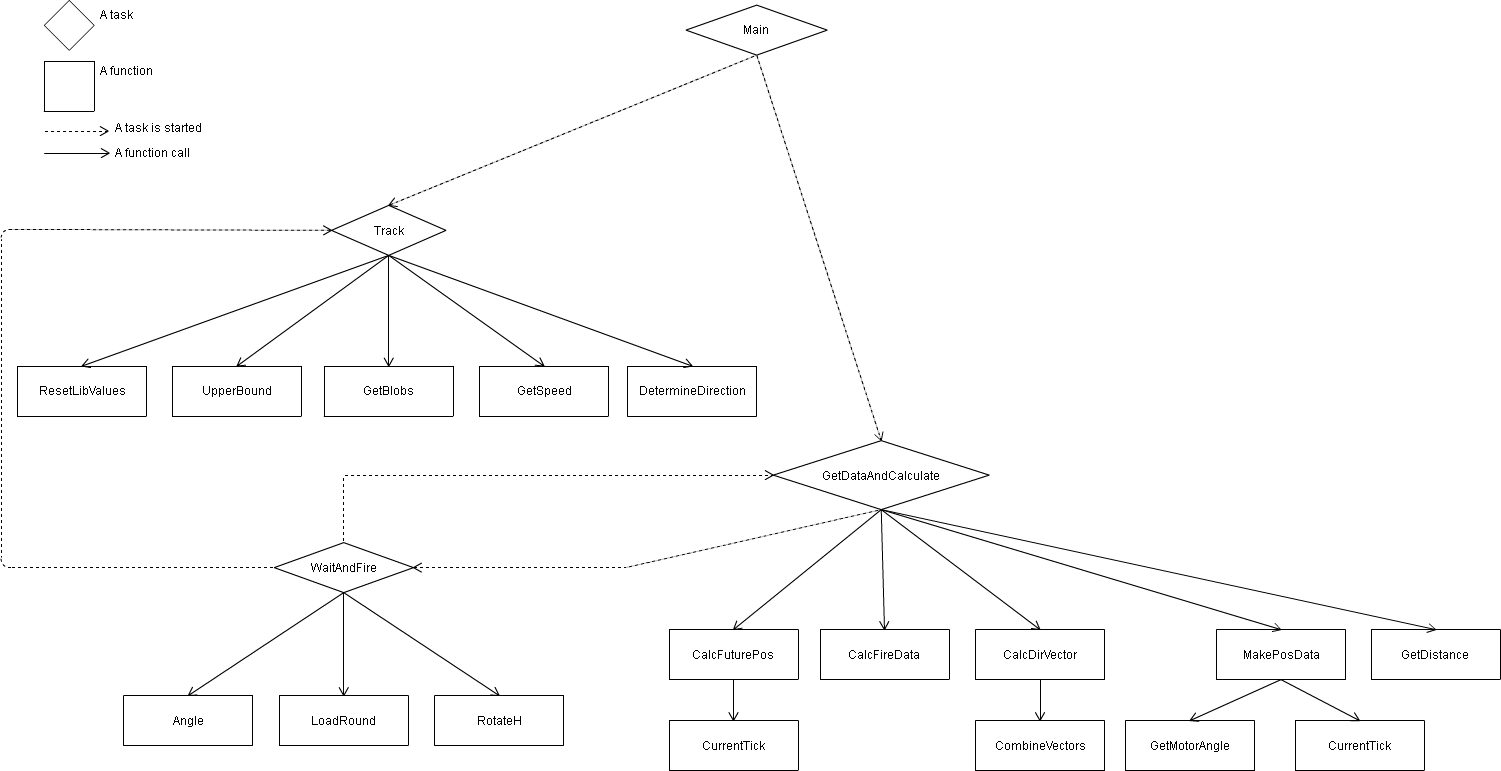 A task
Main
A function
A task is started
A function call
Track
ResetLibValues
UpperBound
GetBlobs
GetSpeed
DetermineDirection
GetDataAndCalculate
WaitAndFire
CalcFuturePos
CalcFireData
CalcDirVector
MakePosData
GetDistance
Angle
LoadRound
RotateH
CurrentTick
CombineVectors
GetMotorAngle
CurrentTick